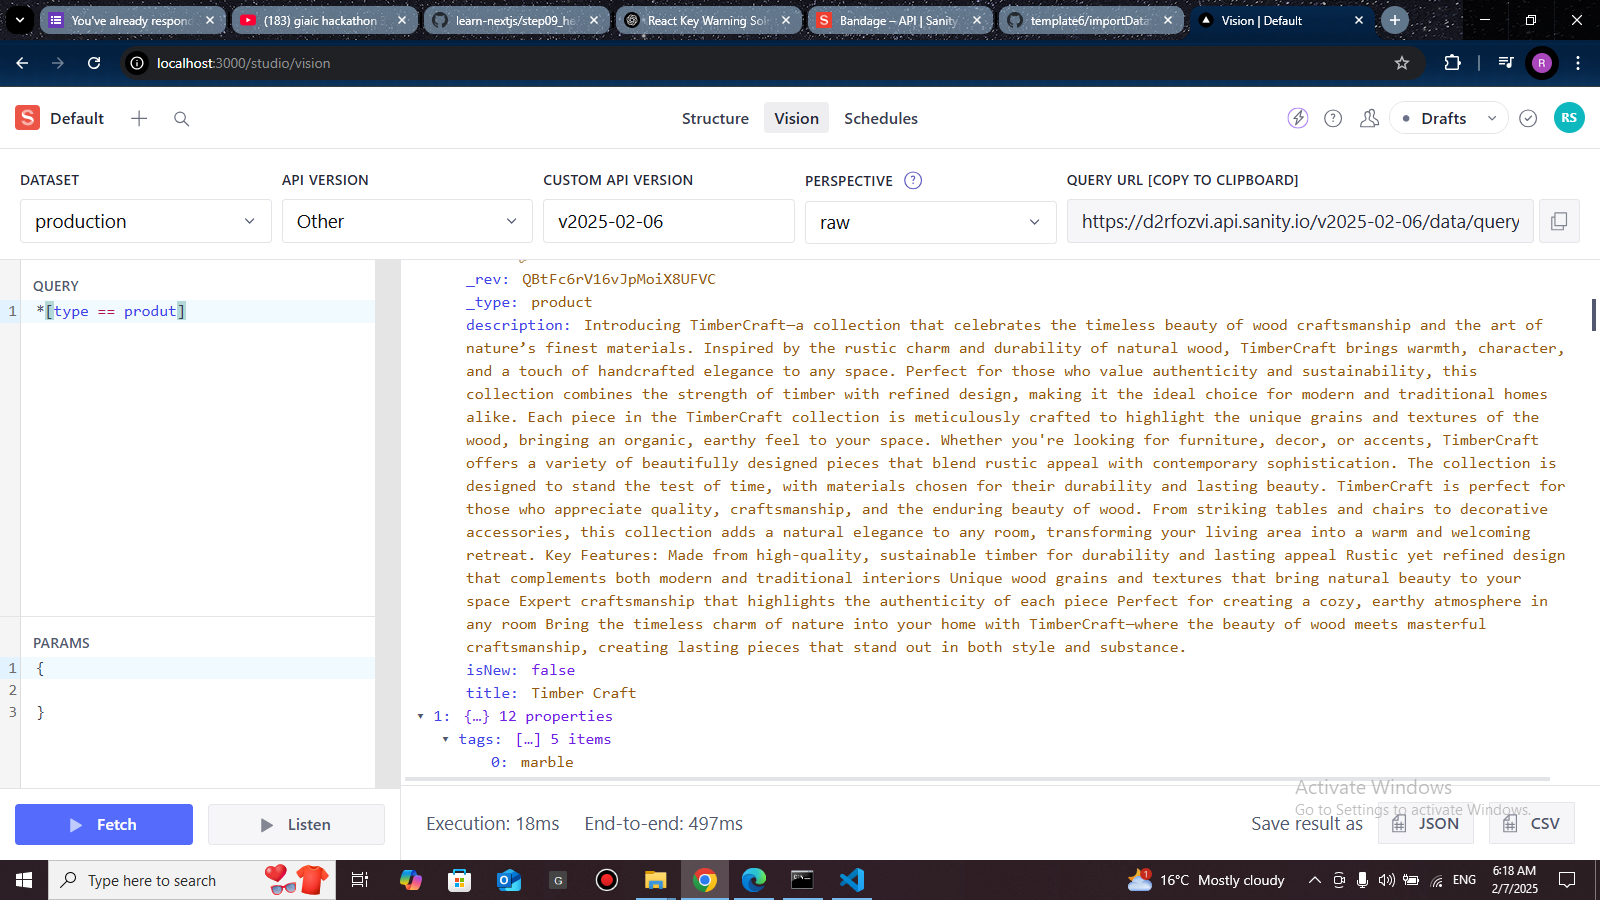 You've already respon
(183) giaic hackathon 3
learn-nextjs/step09_he
React Key Warning Sol
Bandage – API | Sanity
template6/importData
Vision | Default
localhost:3000/studio/vision
R
S Default
Structure
Vision
Schedules
Drafts
RS
DATASET
API VERSION
CUSTOM API VERSION
PERSPECTIVE
QUERY URL [COPY TO CLIPBOARD]
production
Other
v2025-02-06
raw
https://d2rfozvi.api.sanity.io/v2025-02-06/data/query
QUERY
1 *[type == produt]
_rev: QBtFc6rV16vJpMoiX8UFVC
_type: product
description: Introducing TimberCraft—a collection that celebrates the timeless beauty of wood craftsmanship and the art of
nature’s finest materials. Inspired by the rustic charm and durability of natural wood, TimberCraft brings warmth, character,
and a touch of handcrafted elegance to any space. Perfect for those who value authenticity and sustainability, this
collection combines the strength of timber with refined design, making it the ideal choice for modern and traditional homes
alike. Each piece in the TimberCraft collection is meticulously crafted to highlight the unique grains and textures of the
wood, bringing an organic, earthy feel to your space. Whether you're looking for furniture, decor, or accents, TimberCraft
offers a variety of beautifully designed pieces that blend rustic appeal with contemporary sophistication. The collection is
designed to stand the test of time, with materials chosen for their durability and lasting beauty. TimberCraft is perfect for
those who appreciate quality, craftsmanship, and the enduring beauty of wood. From striking tables and chairs to decorative
accessories, this collection adds a natural elegance to any room, transforming your living area into a warm and welcoming
retreat. Key Features: Made from high-quality, sustainable timber for durability and lasting appeal Rustic yet refined design
that complements both modern and traditional interiors Unique wood grains and textures that bring natural beauty to your
space Expert craftsmanship that highlights the authenticity of each piece Perfect for creating a cozy, earthy atmosphere in
any room Bring the timeless charm of nature into your home with TimberCraft—where the beauty of wood meets masterful
craftsmanship, creating lasting pieces that stand out in both style and substance.
isNew: false
title: Timber Craft
1: {…} 12 properties
tags: […] 5 items
0: marble
PARAMS
1 {
2
3 }
Fetch
Listen
Execution: 18ms
End-to-end: 497ms
Save result as
JSON
CSV
Activate Windows
Go to Settings to activate Windows.
Type here to search
G
1
16°C Mostly cloudy
ENG
6:18 AM
2/7/2025